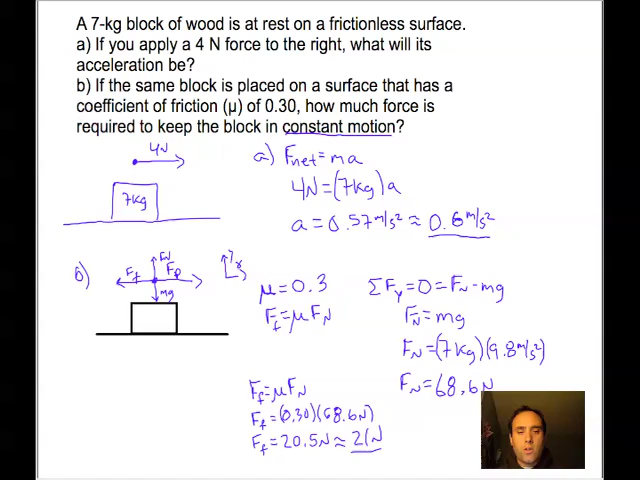 A 7-kg block of wood is at rest on a frictionless surface.
a) If you apply a 4 N force to the right, what will its
acceleration be?
b) If the same block is placed on a surface that has a
coefficient of friction (μ) of 0.30, how much force is
required to keep the block in constant motion?
4N
7kg
a) Fnet = ma
4N = (7kg)a
a = 0.57 m/s² ≈ 0.6 m/s²
b)
FN
Ff
Fp
mg
y
x
μ = 0.3
Ff = μFN
ΣFy = 0 = FN - mg
FN = mg
FN = (7kg)(9.8 m/s²)
FN = 68.6N
Ff = μFN
Ff = (0.30)(68.6N)
Ff = 20.5N ≈ 21N